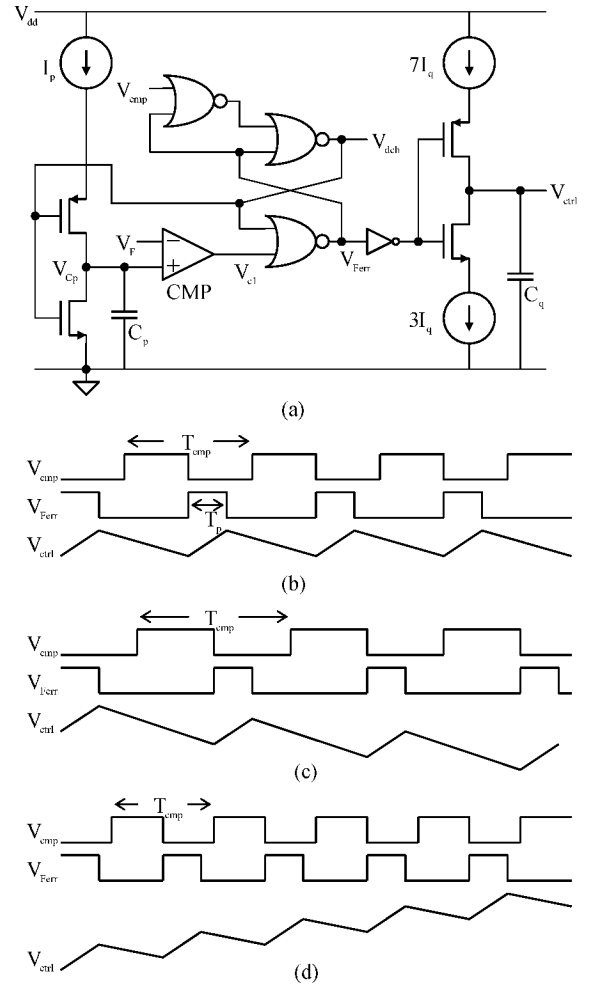 V_dd
I_p
7I_q
V_cmp
V_dch
V_ctrl
V_F
V_Cp
V_c1
V_Ferr
CMP
C_p
C_q
3I_q
(a)
T_cmp
V_cmp
V_Ferr
T_p
V_ctrl
(b)
T_cmp
V_cmp
V_Ferr
V_ctrl
(c)
T_cmp
V_cmp
V_Ferr
V_ctrl
(d)